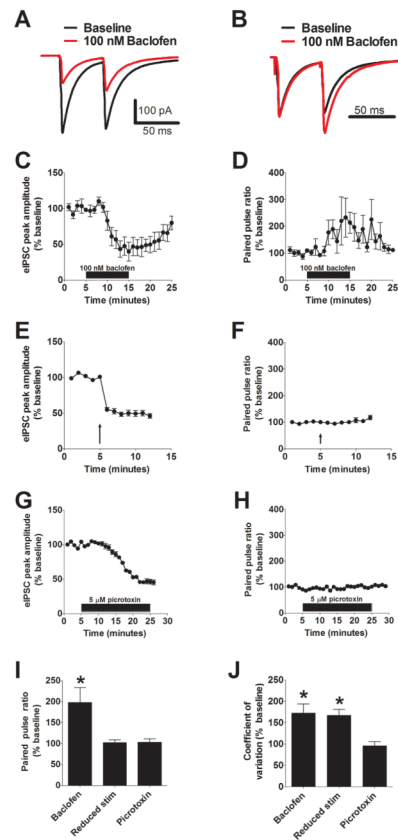 A
Baseline
100 nM Baclofen
100 pA
50 ms
B
Baseline
100 nM Baclofen
50 ms
C
eIPSC peak amplitude
(% baseline)
150
100
50
0
100 nM baclofen
0 5 10 15 20 25
Time (minutes)
D
Paired pulse ratio
(% baseline)
400
300
200
100
0
100 nM baclofen
0 5 10 15 20 25
Time (minutes)
E
eIPSC peak amplitude
(% baseline)
150
100
50
0
0 5 10 15
Time (minutes)
F
Paired pulse ratio
(% baseline)
400
300
200
100
0
0 5 10 15
Time (minutes)
G
eIPSC peak amplitude
(% baseline)
150
100
50
0
5 µM picrotoxin
0 5 10 15 20 25 30
Time (minutes)
H
Paired pulse ratio
(% baseline)
400
300
200
100
0
5 µM picrotoxin
0 5 10 15 20 25 30
Time (minutes)
I
Paired pulse ratio
(% baseline)
250
200
150
100
50
0
*
Baclofen
Reduced stim
Picrotoxin
J
Coefficient of
variation (% baseline)
250
200
150
100
50
0
* *
Baclofen
Reduced stim
Picrotoxin